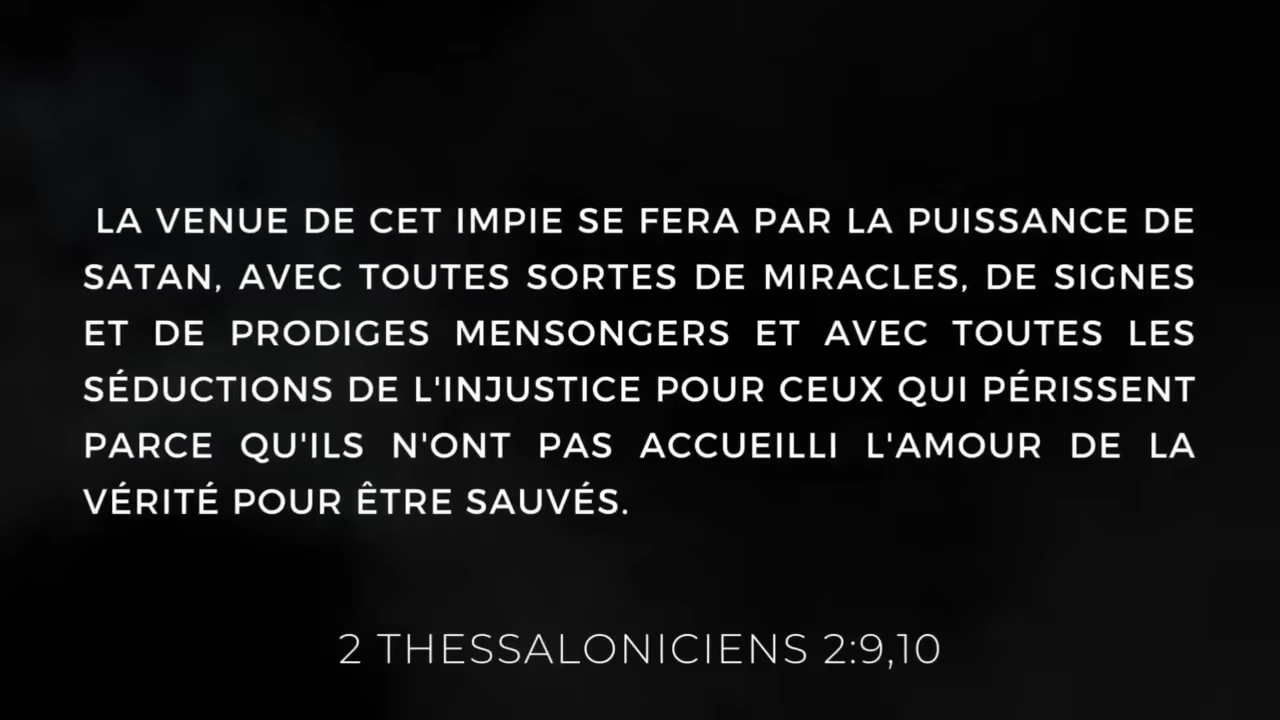 LA VENUE DE CET IMPIE SE FERA PAR LA PUISSANCE DE
SATAN, AVEC TOUTES SORTES DE MIRACLES, DE SIGNES
ET DE PRODIGES MENSONGERS ET AVEC TOUTES LES
SÉDUCTIONS DE L'INJUSTICE POUR CEUX QUI PÉRISSENT
PARCE QU'ILS N'ONT PAS ACCUEILLI L'AMOUR DE LA
VÉRITÉ POUR ÊTRE SAUVÉS.
2 THESSALONICIENS 2:9,10